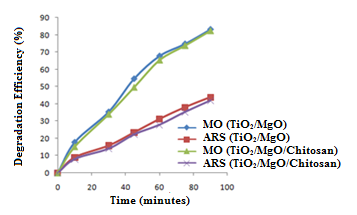 Degradation Efficiency (%)
90
80
70
60
50
40
30
20
10
0
0 20 40 60 80 100
Time (minutes)
MO (TiO₂/MgO)
ARS (TiO₂/MgO)
MO (TiO₂/MgO/Chitosan)
ARS (TiO₂/MgO/Chitosan)